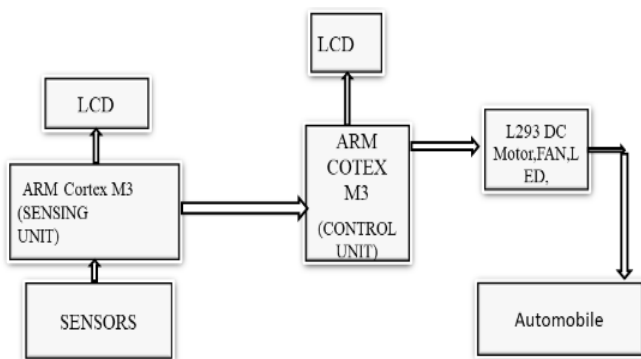 LCD
LCD
ARM Cortex M3
(SENSING
UNIT)
SENSORS
ARM
COTEX
M3
(CONTROL
UNIT)
L293 DC
Motor,FAN,L
ED,
Automobile